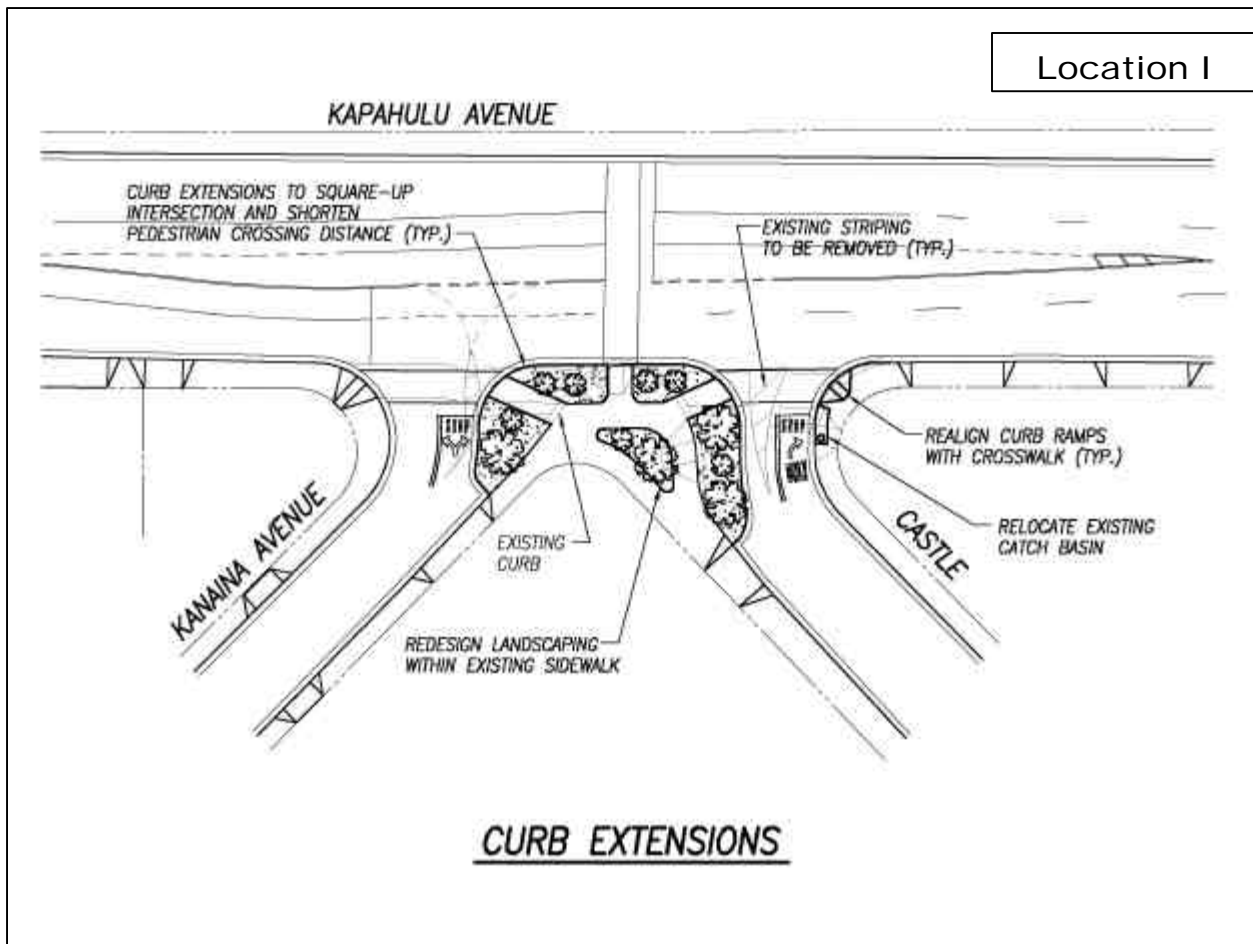 Location I
KAPAHULU AVENUE
CURB EXTENSIONS TO SQUARE-UP
INTERSECTION AND SHORTEN
PEDESTRIAN CROSSING DISTANCE (TYP.)
EXISTING STRIPING
TO BE REMOVED (TYP.)
STOP
STOP
REALIGN CURB RAMPS
WITH CROSSWALK (TYP.)
RELOCATE EXISTING
CATCH BASIN
CASTLE
KANAINA AVENUE
EXISTING
CURB
REDESIGN LANDSCAPING
WITHIN EXISTING SIDEWALK
CURB EXTENSIONS